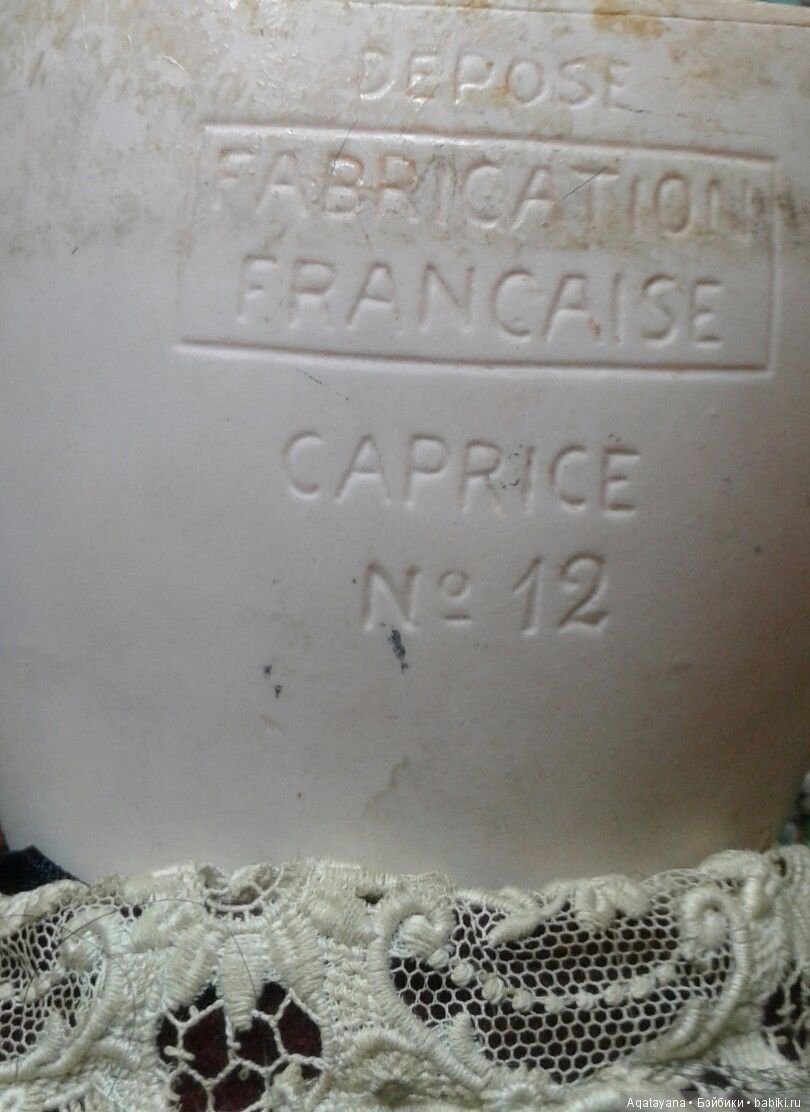 DEPOSE
FABRICATION
FRANCAISE
CAPRICE
Nº 12
Aqatayana • Бэйбики • babiki.ru